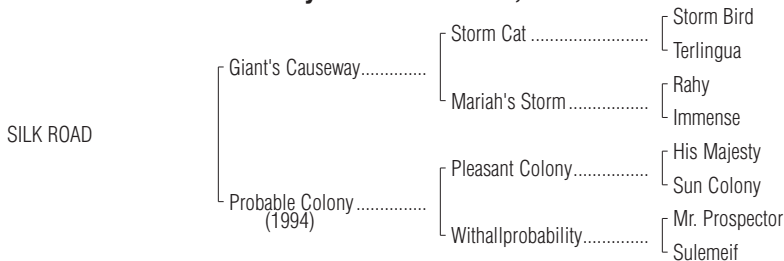 Storm Bird
Storm Cat ........................
Terlingua
Giant's Causeway..............
Rahy
Mariah's Storm .................
Immense
SILK ROAD
His Majesty
Pleasant Colony................
Sun Colony
Probable Colony ...............
(1994)
Mr. Prospector
Withallprobability..............
Sulemeif